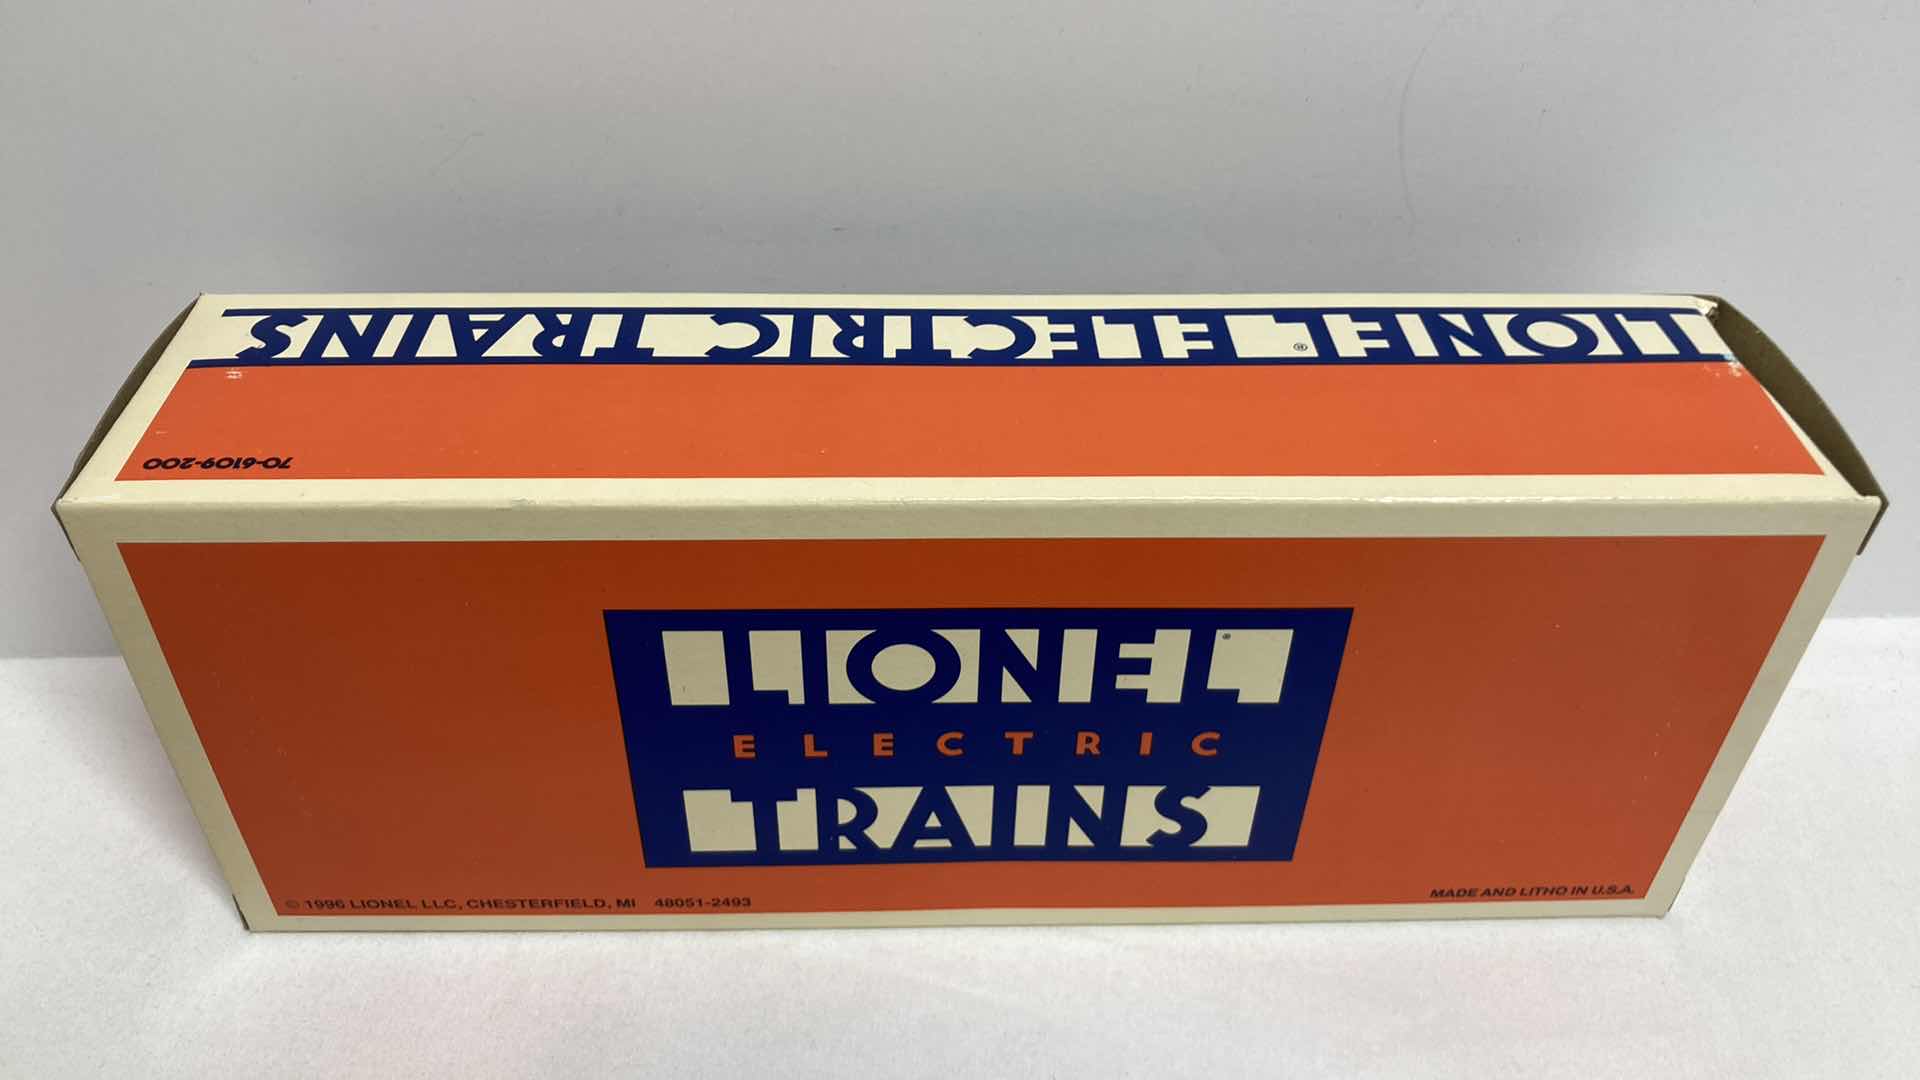 LIONEL® ELECTRIC TRAINS
70-6109-200
LIONEL®
ELECTRIC
TRAINS
© 1996 LIONEL LLC, CHESTERFIELD, MI 48051-2493
MADE AND LITHO IN U.S.A.